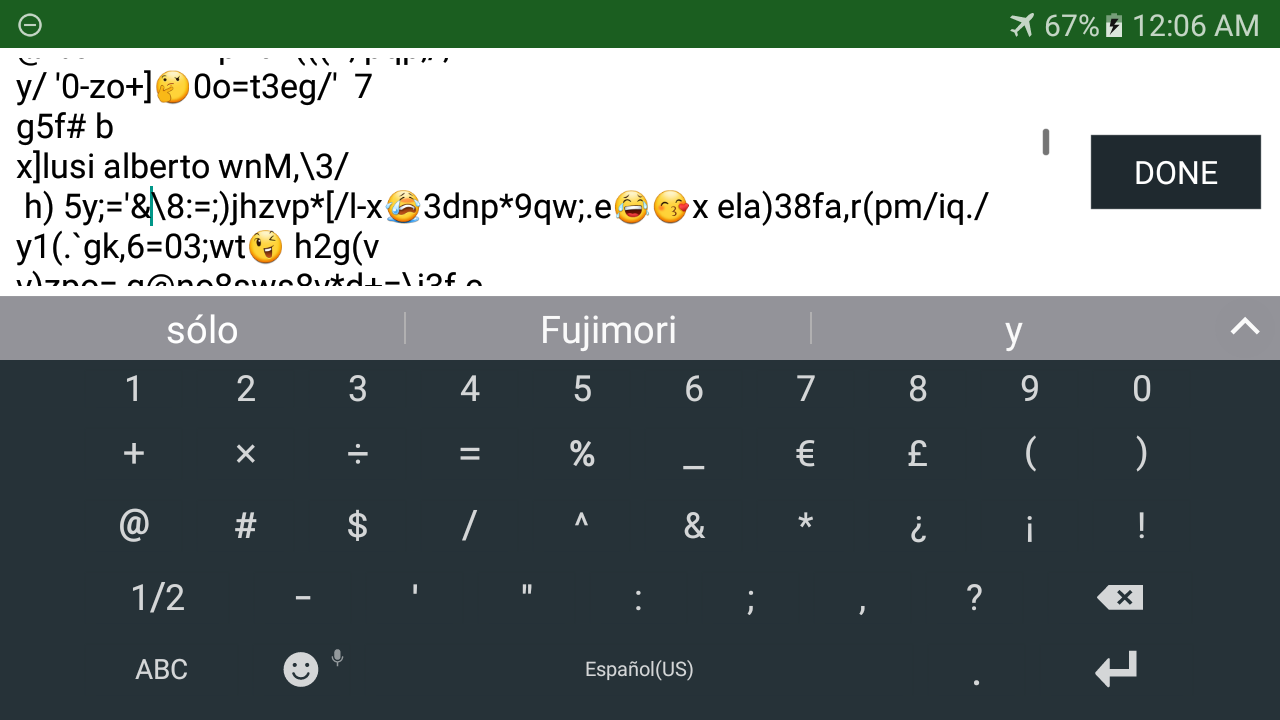 67% 12:06 AM
y/ '0-zo+]🤔0o=t3eg/' 7
g5f# b
x]lusi alberto wnM,\3/
h) 5y;='&\8:=;)jhzvp*[/l-x😭3dnp*9qw;.e😂😙x ela)38fa,r(pm/iq./
y1(.`gk,6=03;wt😉 h2g(v
DONE
sólo Fujimori y
1 2 3 4 5 6 7 8 9 0
+ × ÷ = % _ € £ ( )
@ # $ / ^ & * ¿ ¡ !
1/2 - ' " : ; , ?
ABC Español(US) .